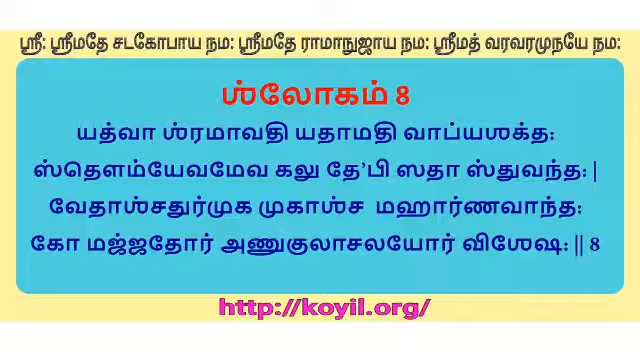 ஸ்ரீ: ஸ்ரீமதே சடகோபாய நம: ஸ்ரீமதே ராமாநுஜாய நம: ஸ்ரீமத் வரவரமுநயே நம:
ஶ்லோகம் 8
யத்வா ஶ்ரமாவதி யதாமதி வாப்யஶக்த:
ஸ்தௌம்யேவமேவ கலு தே’பி ஸதா ஸ்துவந்த: |
வேதாஶ்சதுர்முக முகாஶ்ச மஹார்ணவாந்த:
கோ மஜ்ஜதோர் அணுகுலாசலயோர் விஶேஷ: || 8
http://koyil.org/